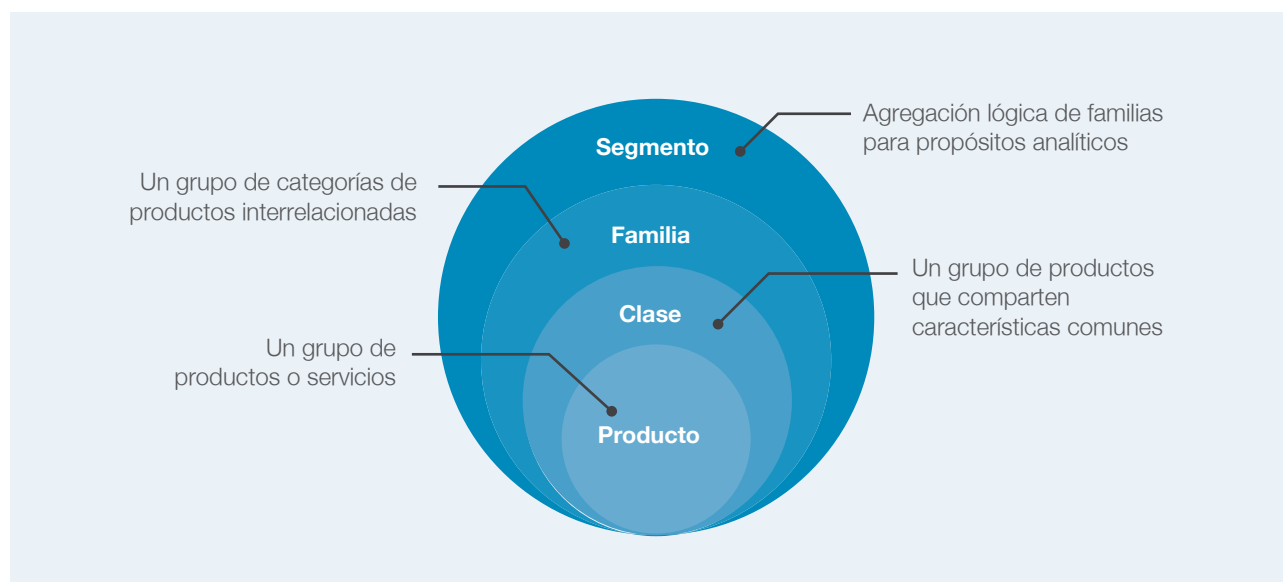 Agregación lógica de familias
para propósitos analíticos
Segmento
Un grupo de categorías de
productos interrelacionadas
Familia
Un grupo de productos
que comparten
características comunes
Clase
Un grupo de
productos o servicios
Producto